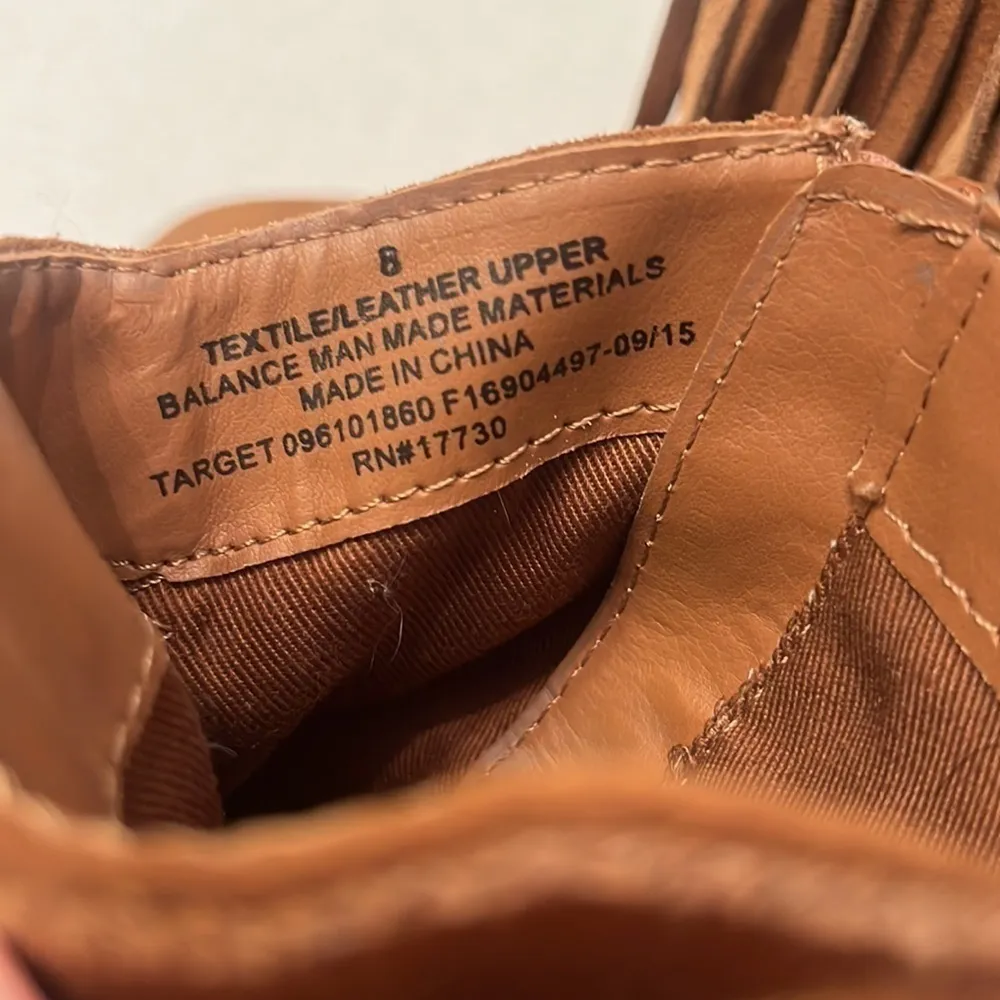 8
TEXTILE/LEATHER UPPER
BALANCE MAN MADE MATERIALS
MADE IN CHINA
TARGET 096101860 F16904497-09/15
RN#17730